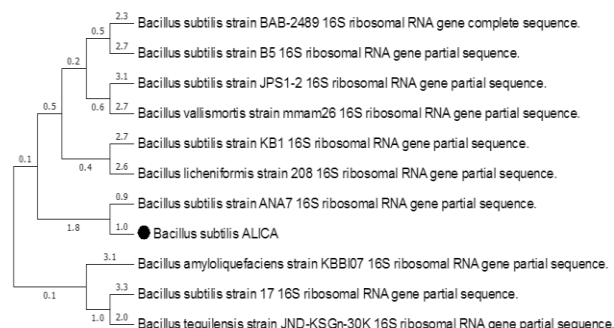 2.3 Bacillus subtilis strain BAB-2489 16S ribosomal RNA gene complete sequence.
0.5
2.7 Bacillus subtilis strain B5 16S ribosomal RNA gene partial sequence.
0.2
3.1 Bacillus subtilis strain JPS1-2 16S ribosomal RNA gene partial sequence.
0.6
2.7 Bacillus vallismortis strain mmam26 16S ribosomal RNA gene partial sequence.
0.5
2.7 Bacillus subtilis strain KB1 16S ribosomal RNA gene partial sequence.
0.4
2.6 Bacillus licheniformis strain 208 16S ribosomal RNA gene partial sequence.
0.1
0.9 Bacillus subtilis strain ANA7 16S ribosomal RNA gene partial sequence.
1.8
1.0 Bacillus subtilis ALICA
3.1 Bacillus amyloliquefaciens strain KBBI07 16S ribosomal RNA gene partial sequence.
0.1
3.3 Bacillus subtilis strain 17 16S ribosomal RNA gene partial sequence.
1.0
2.0 Bacillus tequilensis strain JND-KSGn-30K 16S ribosomal RNA gene partial sequence.